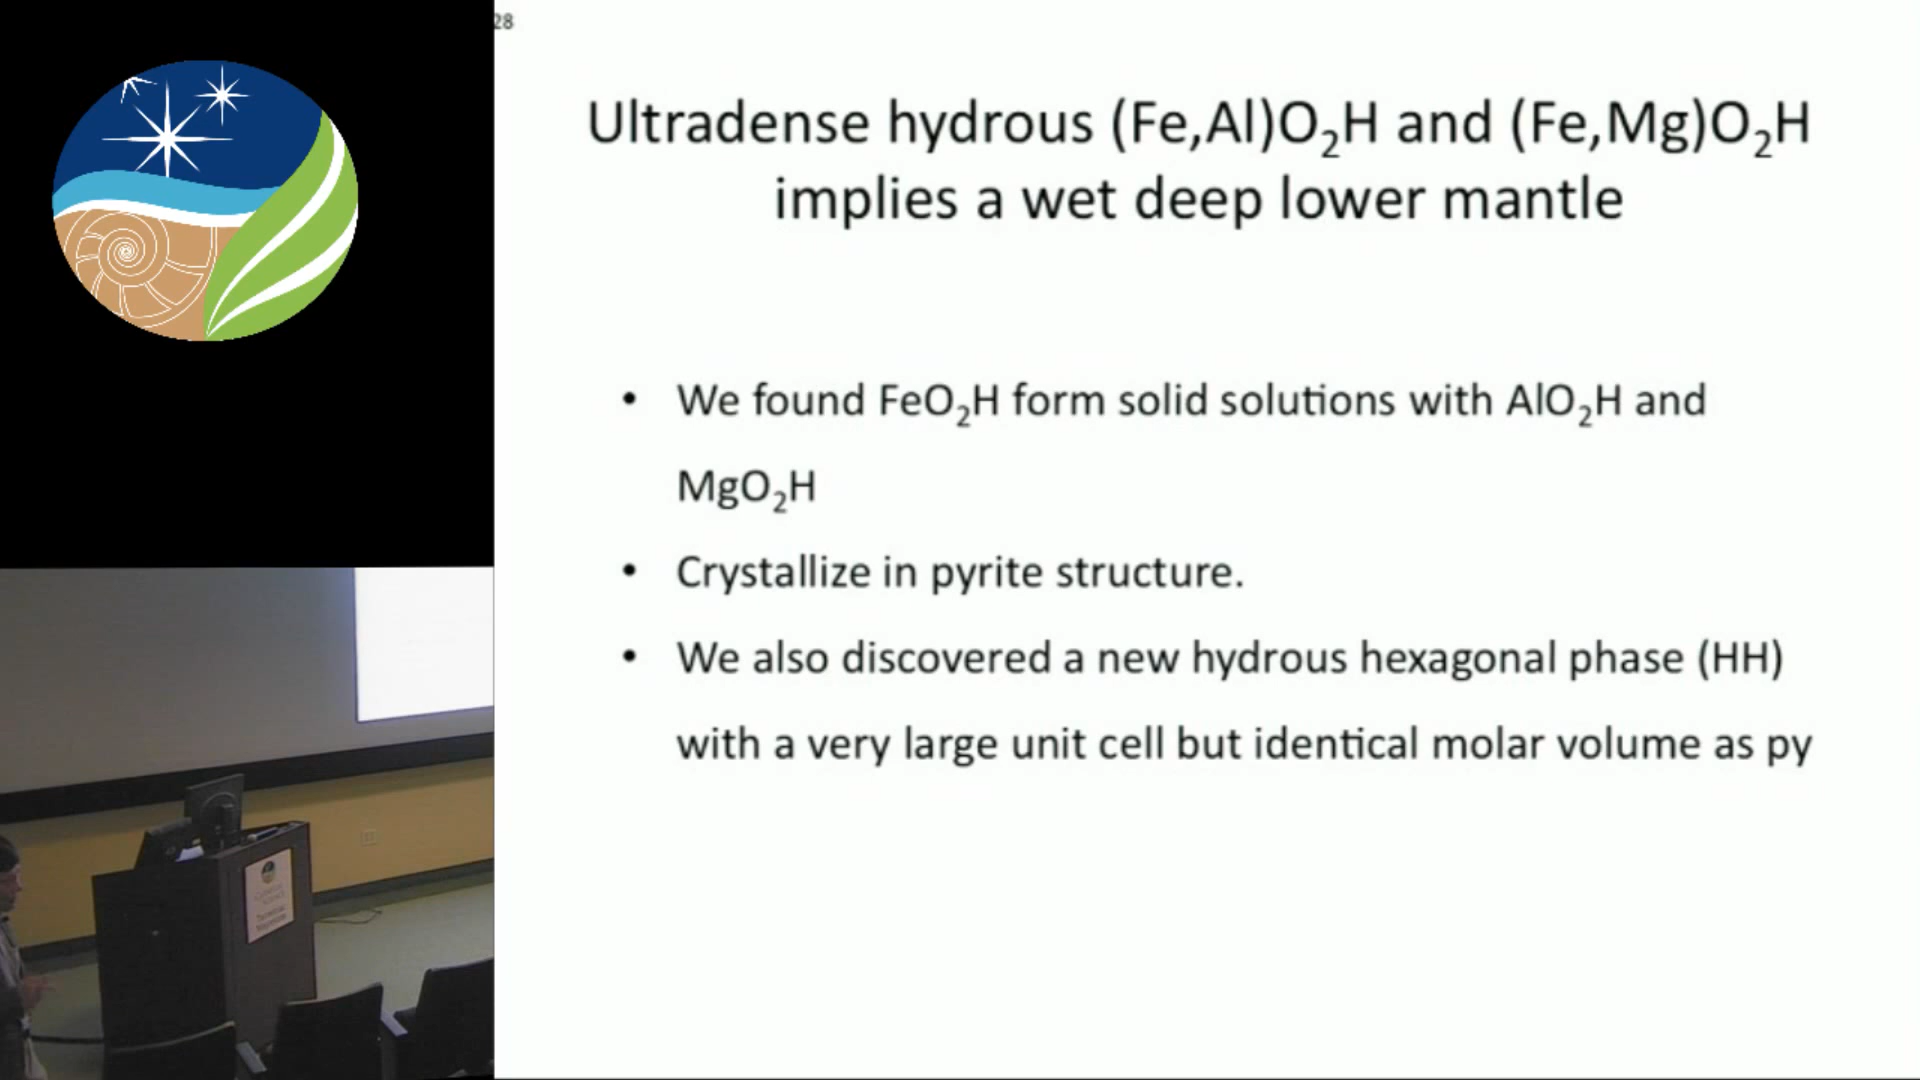 28
Ultradense hydrous (Fe,Al)O₂H and (Fe,Mg)O₂H
implies a wet deep lower mantle
• We found FeO₂H form solid solutions with AlO₂H and
MgO₂H
• Crystallize in pyrite structure.
• We also discovered a new hydrous hexagonal phase (HH)
with a very large unit cell but identical molar volume as py